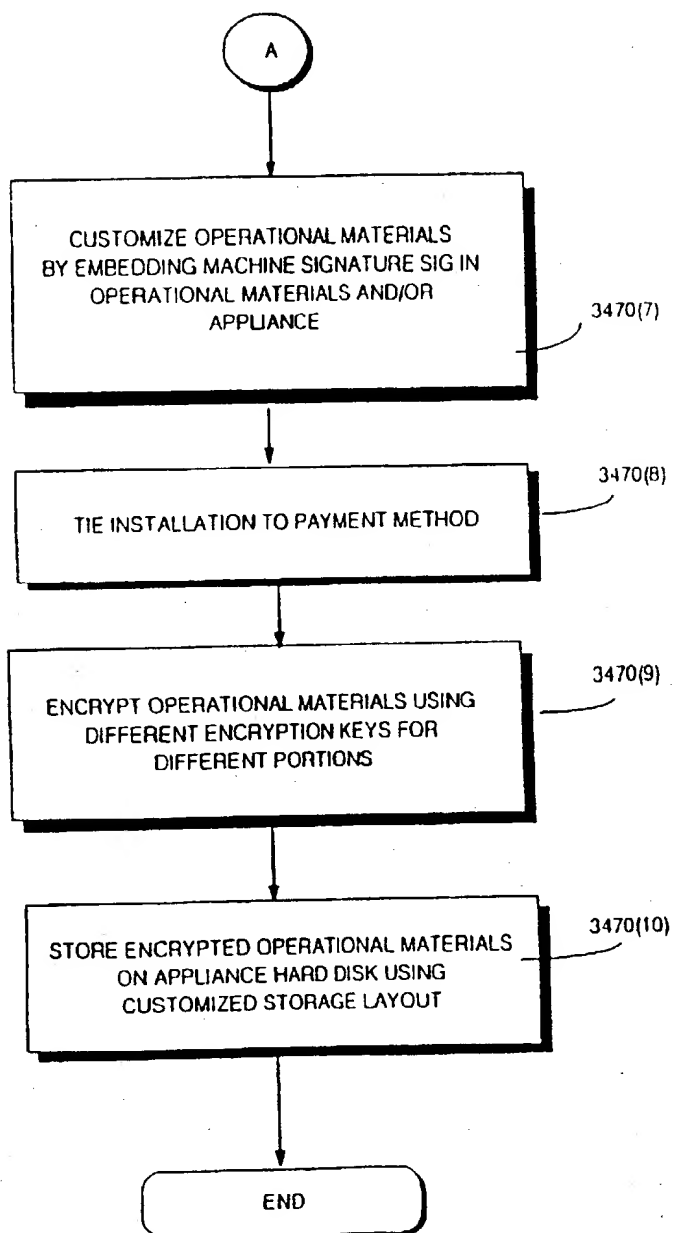 A
CUSTOMIZE OPERATIONAL MATERIALS
BY EMBEDDING MACHINE SIGNATURE SIG IN
OPERATIONAL MATERIALS AND/OR
APPLIANCE
3470(7)
3470(8)
TIE INSTALLATION TO PAYMENT METHOD
3470(9)
ENCRYPT OPERATIONAL MATERIALS USING
DIFFERENT ENCRYPTION KEYS FOR
DIFFERENT PORTIONS
3470(10)
STORE ENCRYPTED OPERATIONAL MATERIALS
ON APPLIANCE HARD DISK USING
CUSTOMIZED STORAGE LAYOUT
END